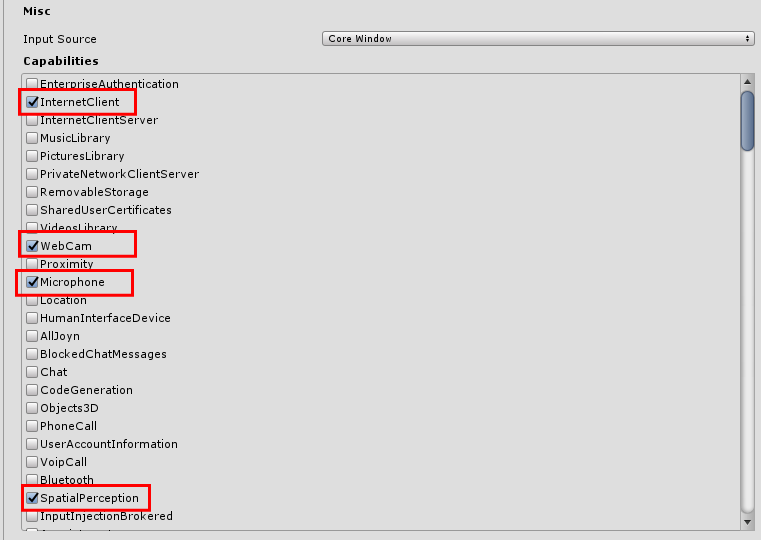 Misc
Input Source Core Window
Capabilities
EnterpriseAuthentication
InternetClient
InternetClientServer
MusicLibrary
PicturesLibrary
PrivateNetworkClientServer
RemovableStorage
SharedUserCertificates
VideosLibrary
WebCam
Proximity
Microphone
Location
HumanInterfaceDevice
AllJoyn
BlockedChatMessages
Chat
CodeGeneration
Objects3D
PhoneCall
UserAccountInformation
VoipCall
Bluetooth
SpatialPerception
InputInjectionBrokered